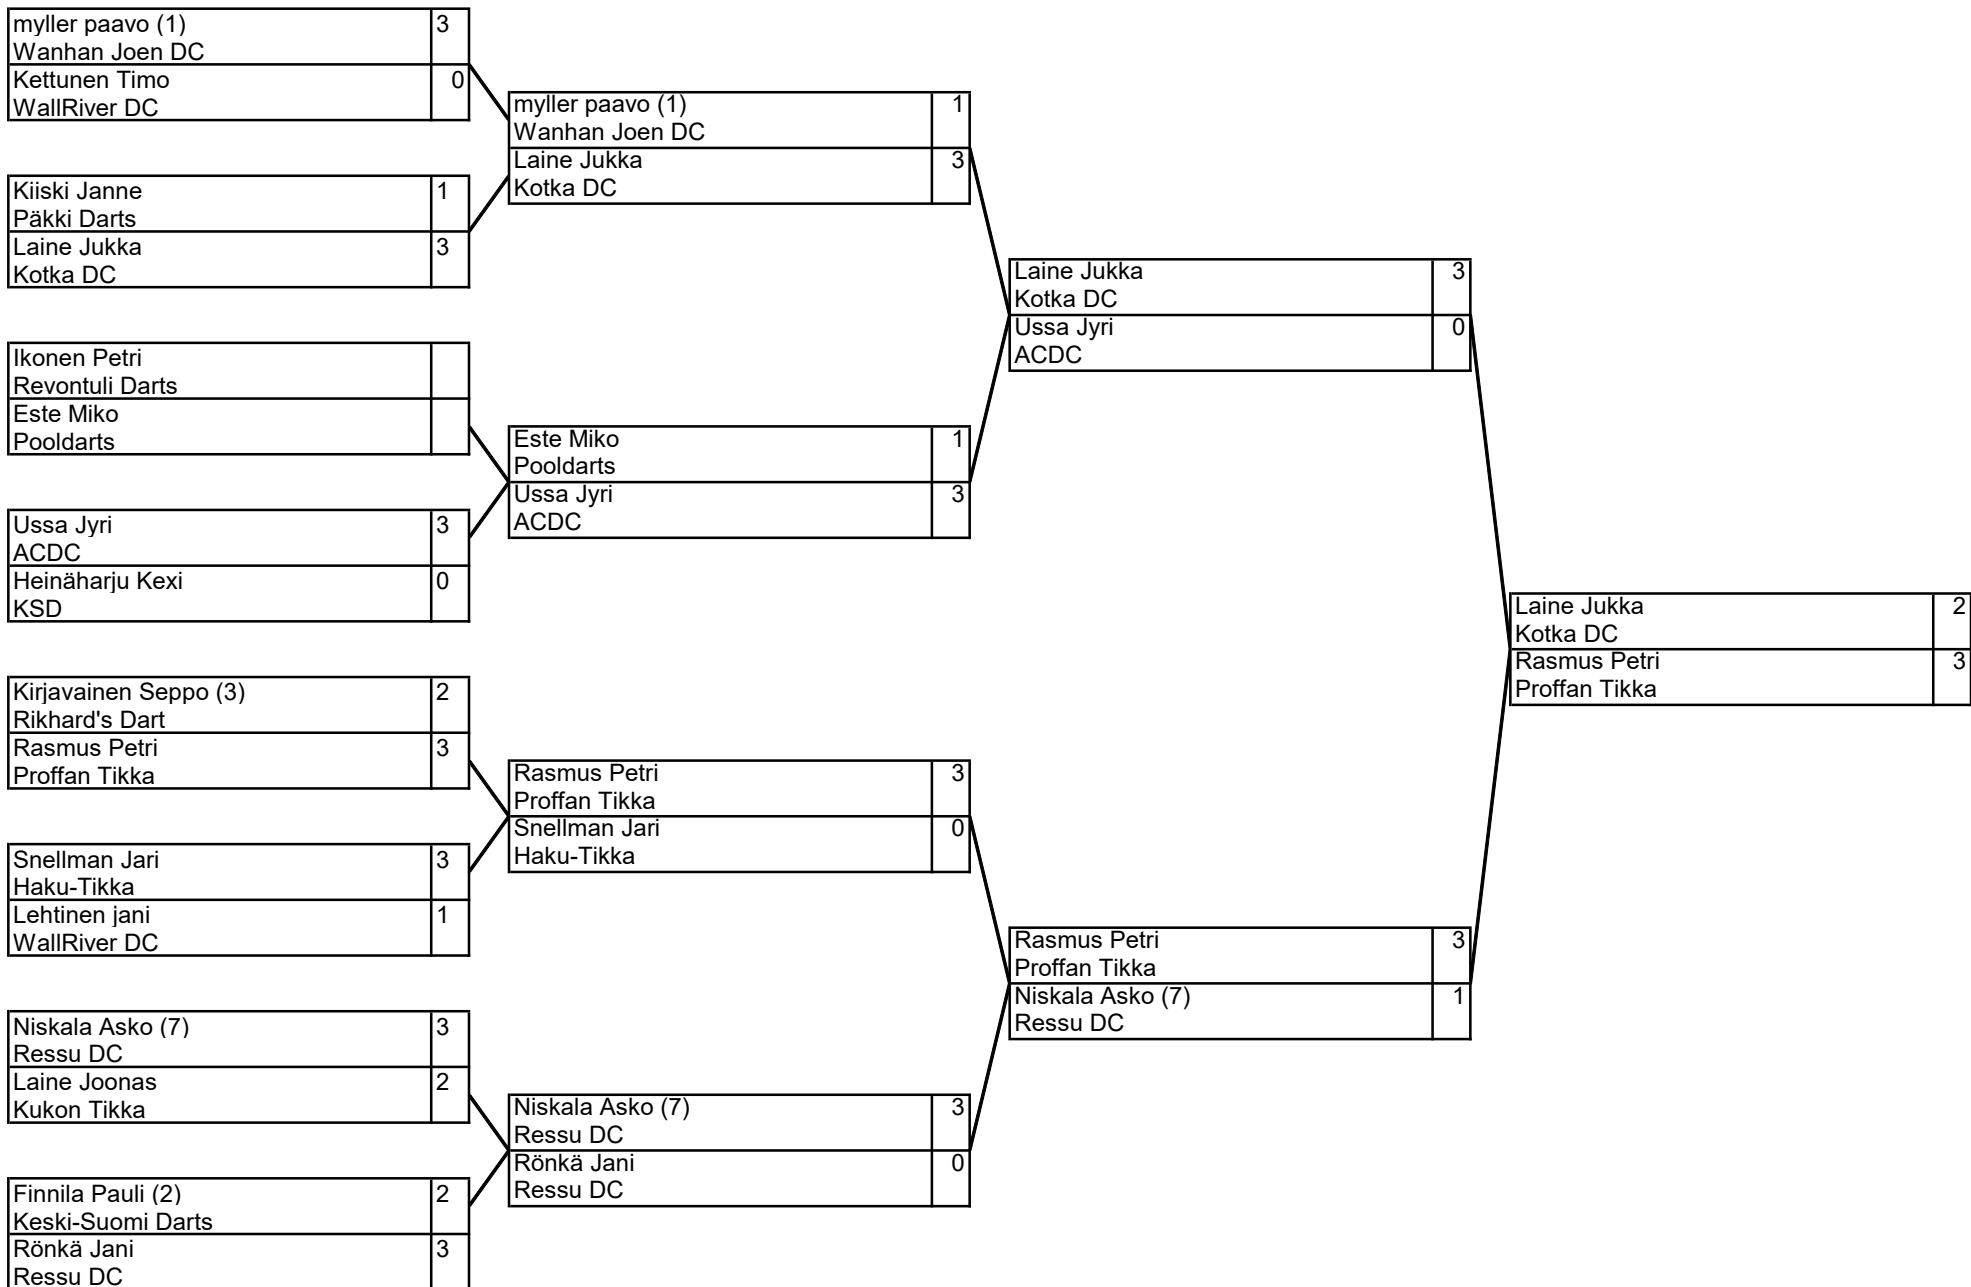 myller paavo (1) 3
Wanhan Joen DC
Kettunen Timo 0
WallRiver DC
Kiiski Janne 1
Päkki Darts
Laine Jukka 3
Kotka DC
Ikonen Petri
Revontuli Darts
Este Miko
Pooldarts
Ussa Jyri 3
ACDC
Heinäharju Kexi 0
KSD
Kirjavainen Seppo (3) 2
Rikhard's Dart
Rasmus Petri 3
Proffan Tikka
Snellman Jari 3
Haku-Tikka
Lehtinen jani 1
WallRiver DC
Niskala Asko (7) 3
Ressu DC
Laine Joonas 2
Kukon Tikka
Finnila Pauli (2) 2
Keski-Suomi Darts
Rönkä Jani 3
Ressu DC
myller paavo (1) 1
Wanhan Joen DC
Laine Jukka 3
Kotka DC
Este Miko 1
Pooldarts
Ussa Jyri 3
ACDC
Rasmus Petri 3
Proffan Tikka
Snellman Jari 0
Haku-Tikka
Niskala Asko (7) 3
Ressu DC
Rönkä Jani 0
Ressu DC
Laine Jukka 3
Kotka DC
Ussa Jyri 0
ACDC
Rasmus Petri 3
Proffan Tikka
Niskala Asko (7) 1
Ressu DC
Laine Jukka 2
Kotka DC
Rasmus Petri 3
Proffan Tikka